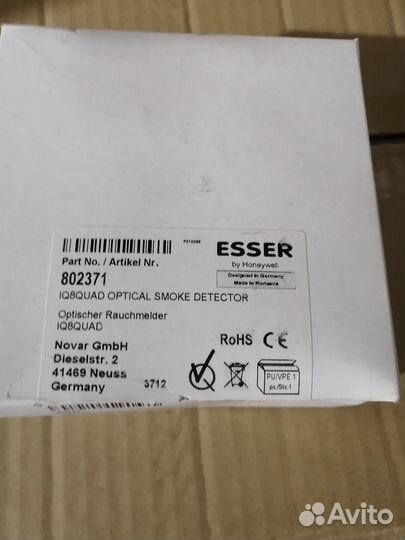 ESSER
by Honeywell
Part No. / Artikel Nr.
Designed in Germany
Made in Romania
802371
IQ8QUAD OPTICAL SMOKE DETECTOR
Optischer Rauchmelder
IQ8QUAD
RoHS CE
Novar GmbH
Dieselstr. 2
41469 Neuss
Germany
3712
PU/VPE 1
pc./Stk.1
Avito